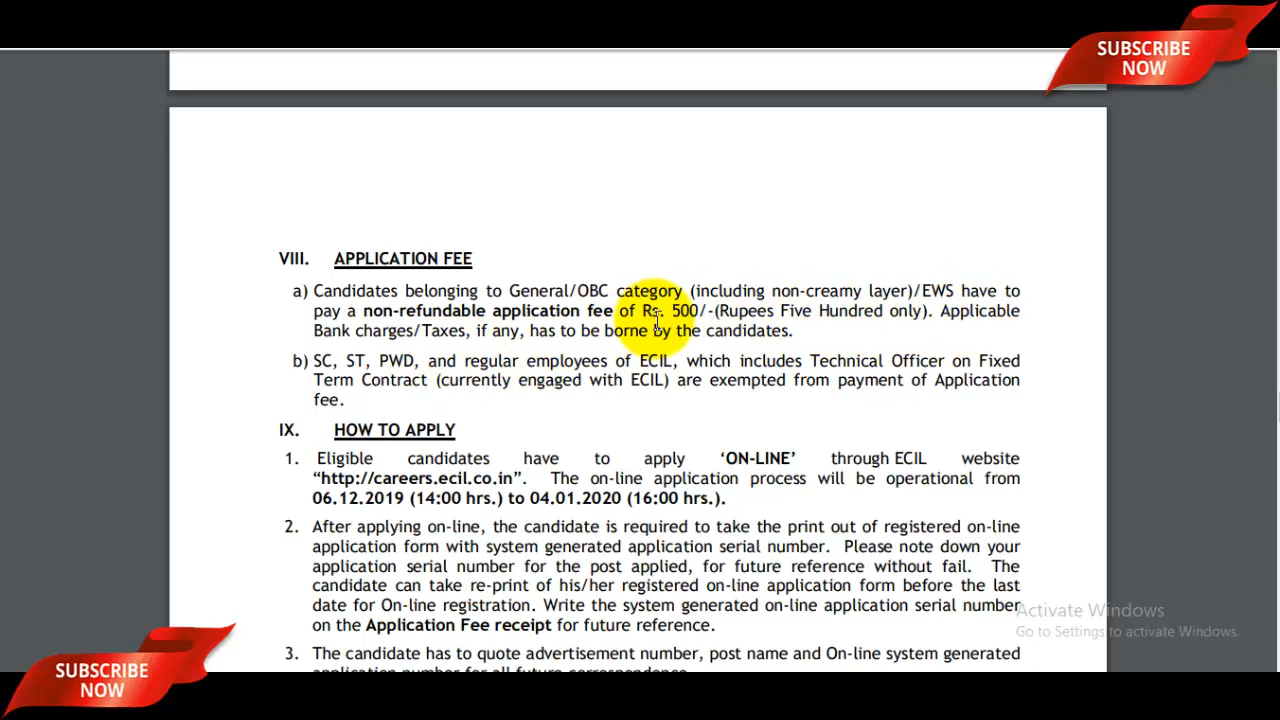 SUBSCRIBE
NOW
VIII. APPLICATION FEE
a) Candidates belonging to General/OBC category (including non-creamy layer)/EWS have to
pay a non-refundable application fee of Rs. 500/-(Rupees Five Hundred only). Applicable
Bank charges/Taxes, if any, has to be borne by the candidates.
b) SC, ST, PWD, and regular employees of ECIL, which includes Technical Officer on Fixed
Term Contract (currently engaged with ECIL) are exempted from payment of Application
fee.
IX. HOW TO APPLY
1. Eligible candidates have to apply ‘ON-LINE’ through ECIL website
“http://careers.ecil.co.in”. The on-line application process will be operational from
06.12.2019 (14:00 hrs.) to 04.01.2020 (16:00 hrs.).
2. After applying on-line, the candidate is required to take the print out of registered on-line
application form with system generated application serial number. Please note down your
application serial number for the post applied, for future reference without fail. The
candidate can take re-print of his/her registered on-line application form before the last
date for On-line registration. Write the system generated on-line application serial number
on the Application Fee receipt for future reference.
3. The candidate has to quote advertisement number, post name and On-line system generated
application number for all future correspondence.
Activate Windows
Go to Settings to activate Windows.
SUBSCRIBE
NOW